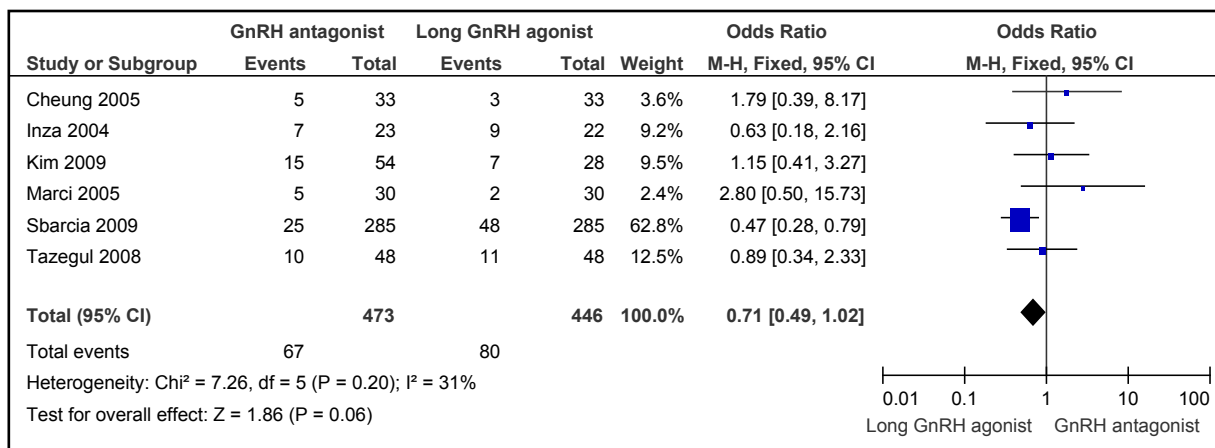 GnRH antagonist Long GnRH agonist Odds Ratio Odds Ratio
Study or Subgroup Events Total Events Total Weight M-H, Fixed, 95% CI M-H, Fixed, 95% CI
Cheung 2005 5 33 3 33 3.6% 1.79 [0.39, 8.17]
Inza 2004 7 23 9 22 9.2% 0.63 [0.18, 2.16]
Kim 2009 15 54 7 28 9.5% 1.15 [0.41, 3.27]
Marci 2005 5 30 2 30 2.4% 2.80 [0.50, 15.73]
Sbarcia 2009 25 285 48 285 62.8% 0.47 [0.28, 0.79]
Tazegul 2008 10 48 11 48 12.5% 0.89 [0.34, 2.33]
Total (95% CI) 473 446 100.0% 0.71 [0.49, 1.02]
Total events 67 80
Heterogeneity: Chi² = 7.26, df = 5 (P = 0.20); I² = 31%
Test for overall effect: Z = 1.86 (P = 0.06)
0.01 0.1 1 10 100
Long GnRH agonist GnRH antagonist